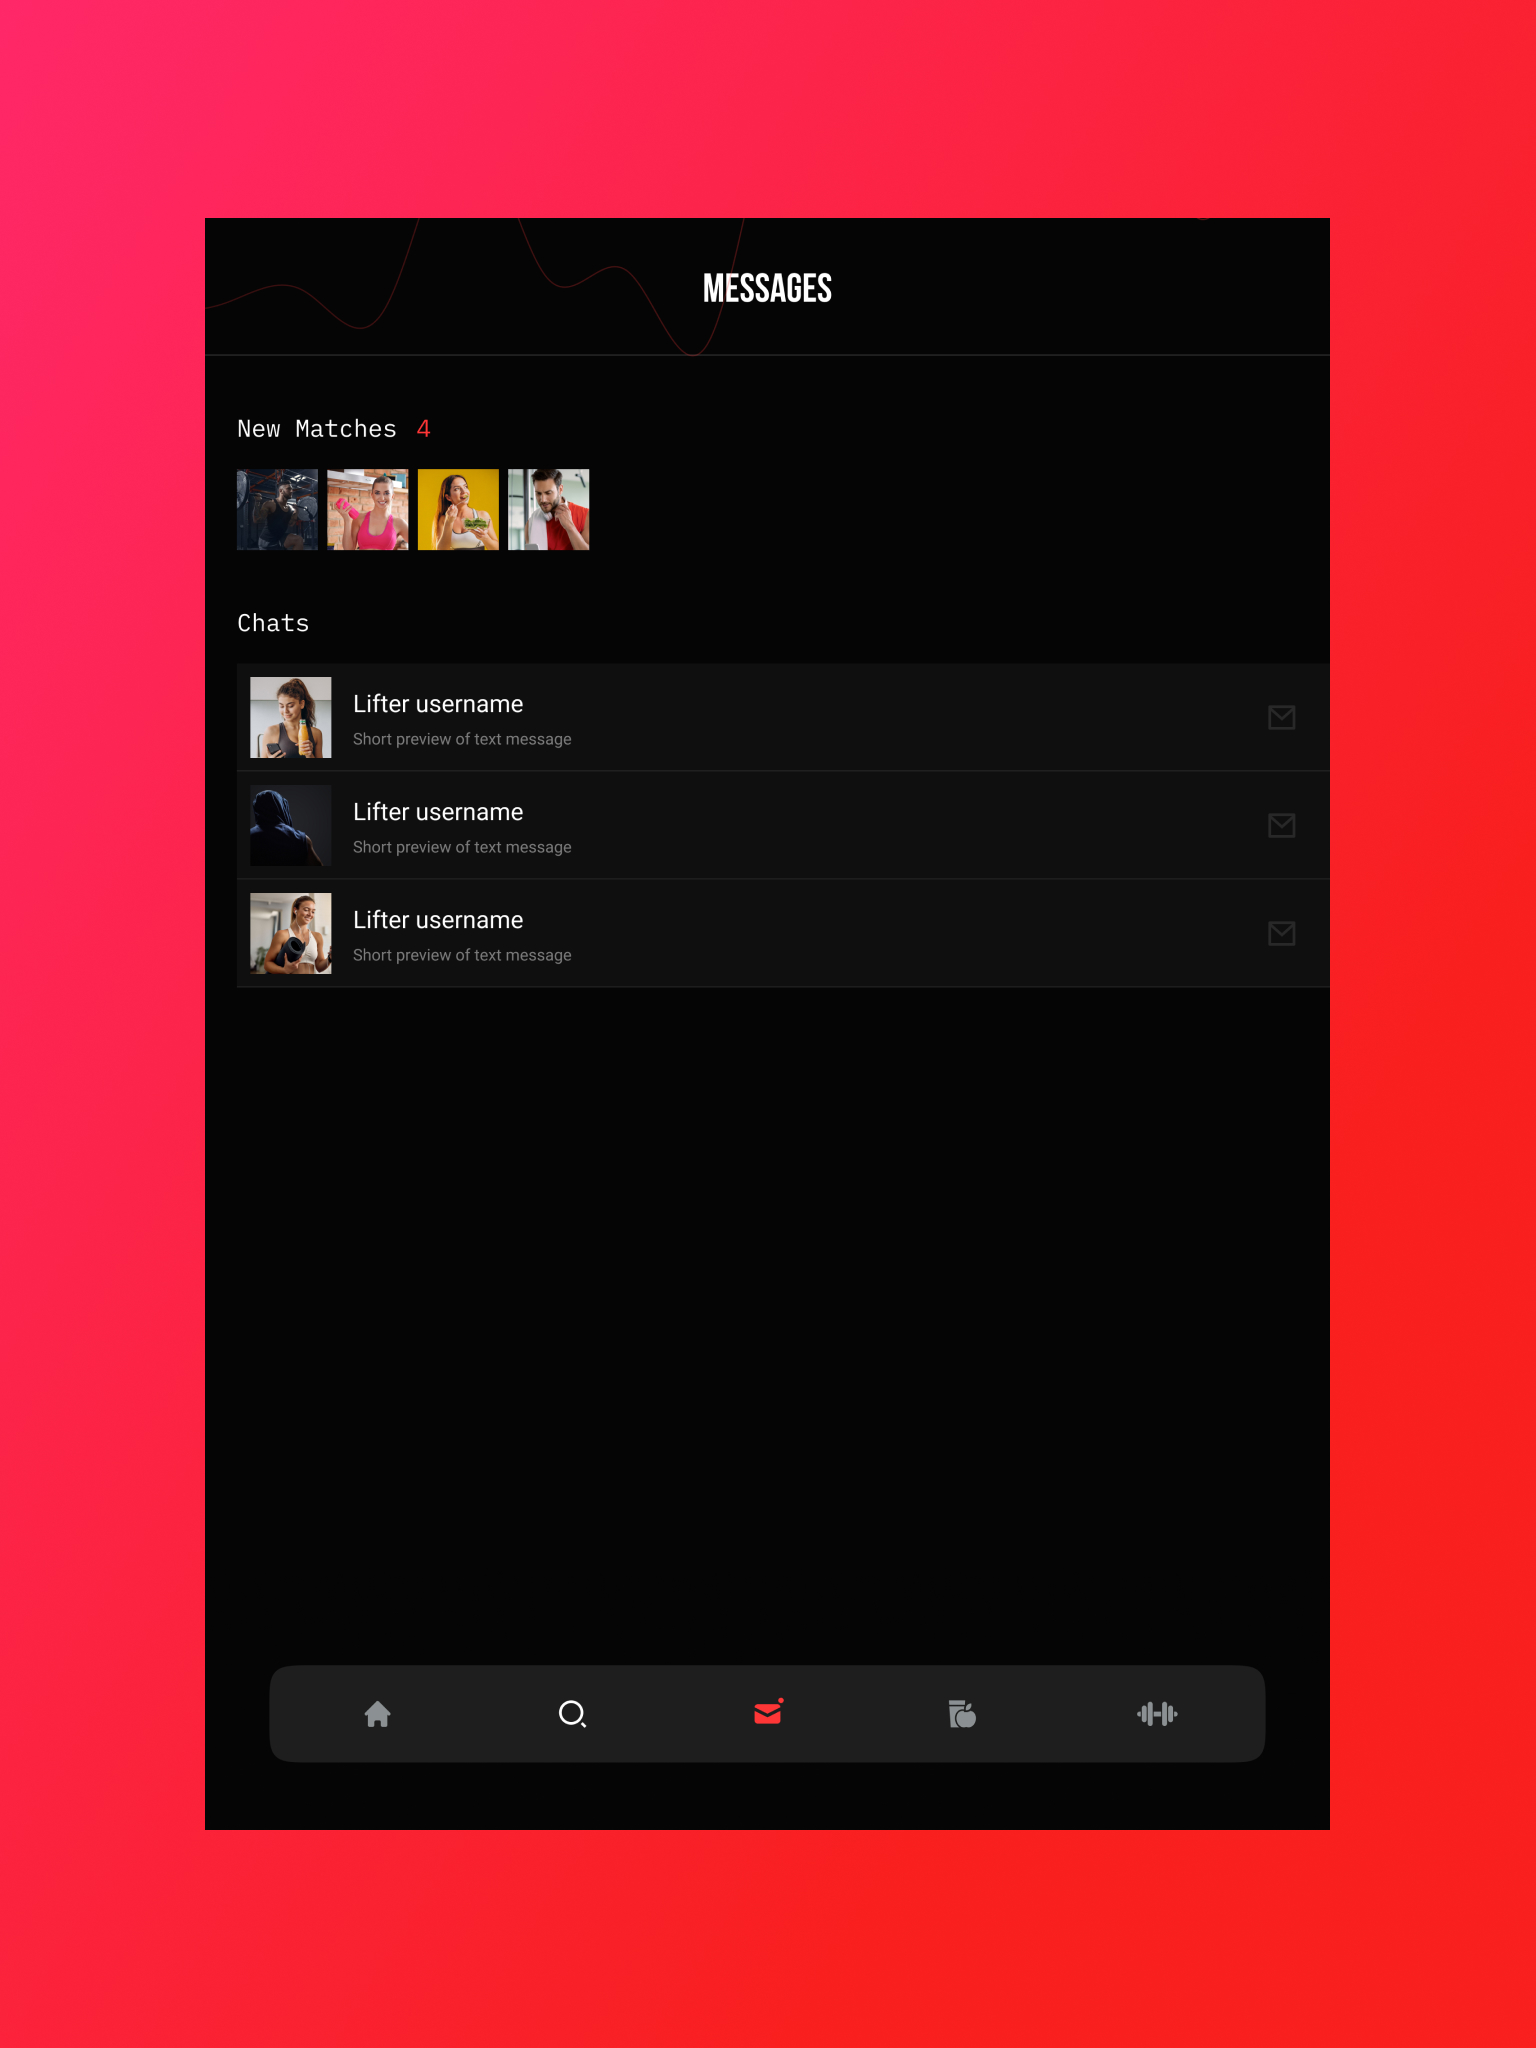 MESSAGES
New Matches 4
Chats
Lifter username
Short preview of text message
Lifter username
Short preview of text message
Lifter username
Short preview of text message